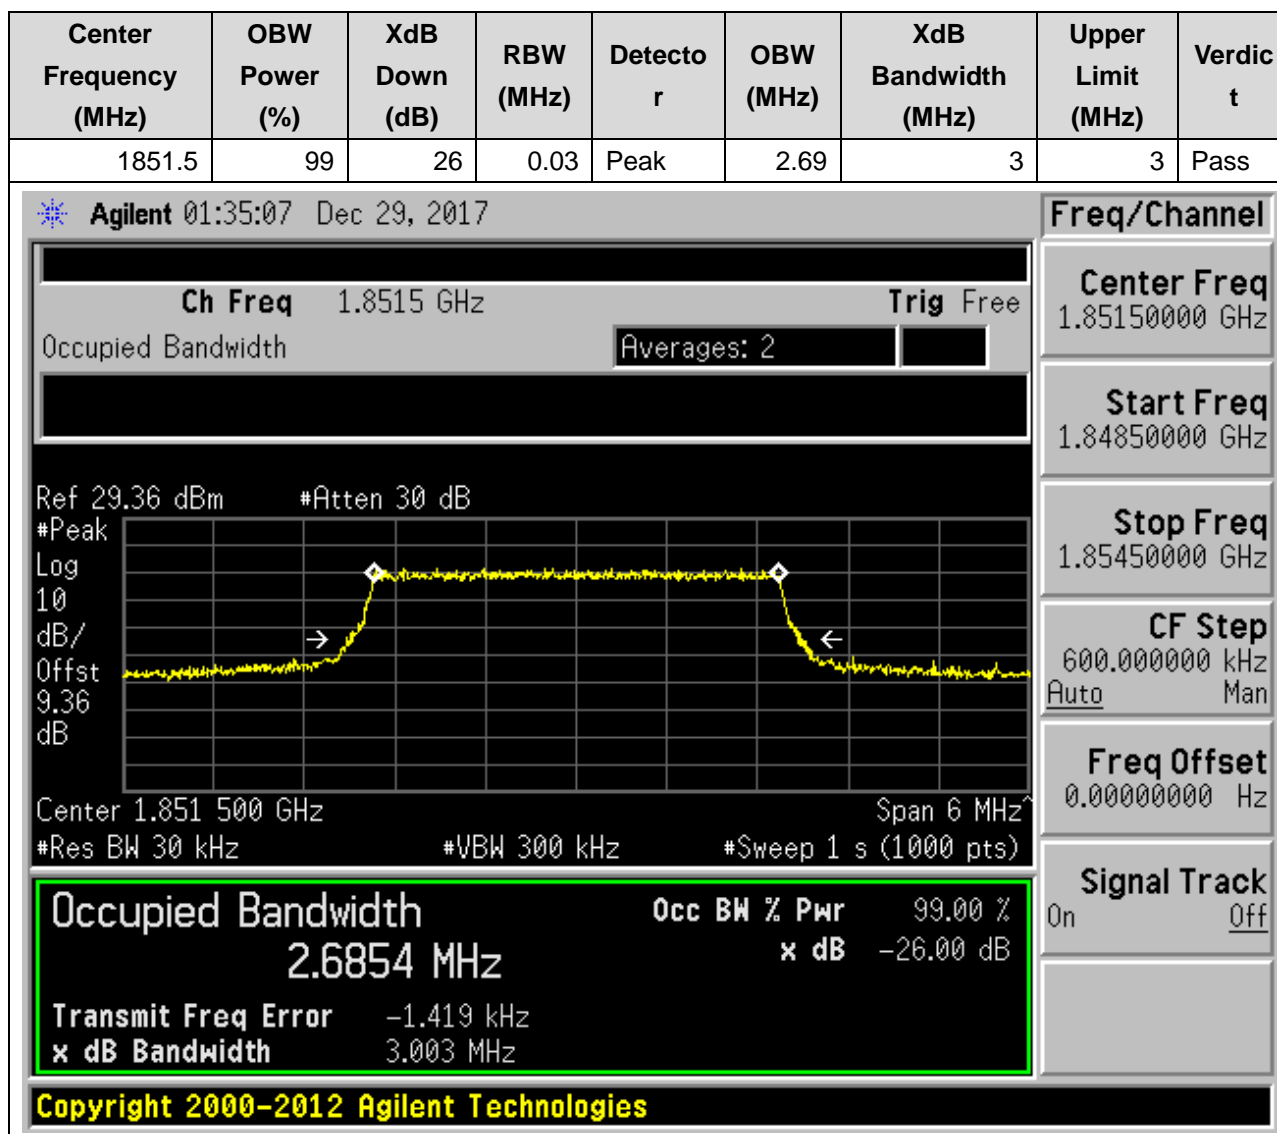 Center Frequency (MHz) OBW Power (%) XdB Down (dB) RBW (MHz) Detecto r OBW (MHz) XdB Bandwidth (MHz) Upper Limit (MHz) Verdic t
1851.5 99 26 0.03 Peak 2.69 3 3 Pass
Agilent 01:35:07 Dec 29, 2017
Ch Freq 1.8515 GHz Trig Free
Occupied Bandwidth Averages: 2
Ref 29.36 dBm #Atten 30 dB
#Peak
Log
10
dB/
Offst
9.36
dB
Center 1.851 500 GHz Span 6 MHz^
#Res BW 30 kHz #VBW 300 kHz #Sweep 1 s (1000 pts)
Occupied Bandwidth Occ BW % Pwr 99.00 %
2.6854 MHz x dB -26.00 dB
Transmit Freq Error -1.419 kHz
x dB Bandwidth 3.003 MHz
Copyright 2000-2012 Agilent Technologies
Freq/Channel
Center Freq
1.85150000 GHz
Start Freq
1.84850000 GHz
Stop Freq
1.85450000 GHz
CF Step
600.000000 kHz
Auto Man
Freq Offset
0.00000000 Hz
Signal Track
On Off